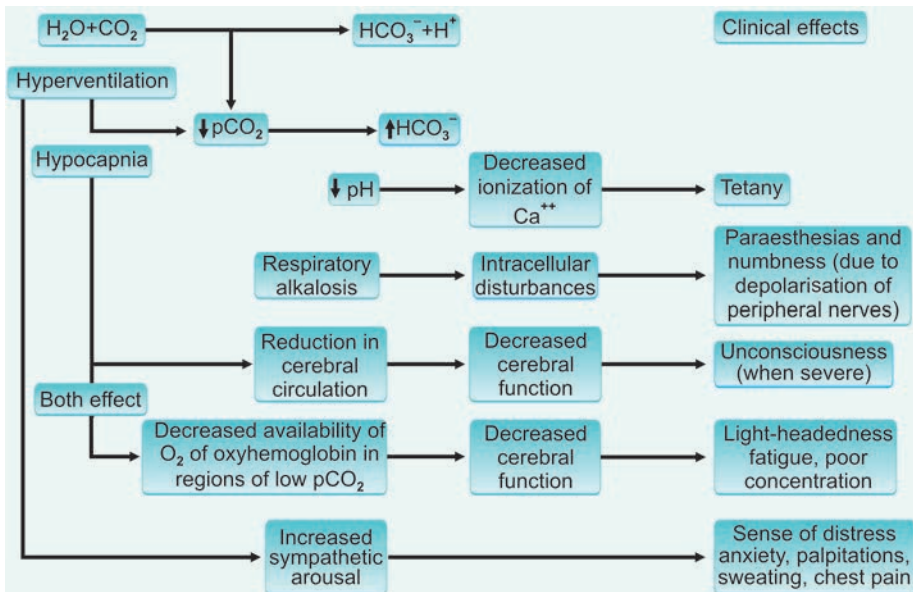 H₂O+CO₂
HCO₃⁻+H⁺
Clinical effects
Hyperventilation
↓pCO₂
↑HCO₃⁻
Hypocapnia
↓ pH
Decreased
ionization of
Ca⁺⁺
Tetany
Respiratory
alkalosis
Intracellular
disturbances
Paraesthesias and
numbness (due to
depolarisation of
peripheral nerves)
Reduction in
cerebral
circulation
Decreased
cerebral
function
Unconsciousness
(when severe)
Both effect
Decreased availability of
O₂ of oxyhemoglobin in
regions of low pCO₂
Decreased
cerebral
function
Light-headedness
fatigue, poor
concentration
Increased
sympathetic
arousal
Sense of distress
anxiety, palpitations,
sweating, chest pain